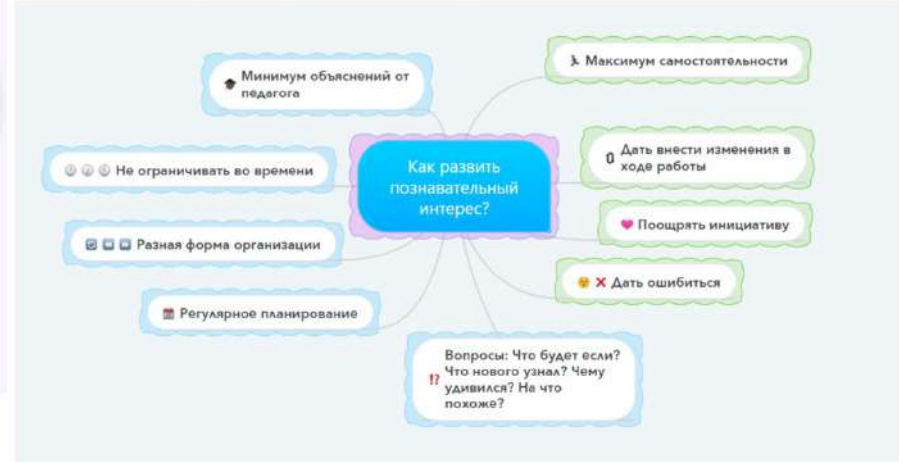 Как развить
познавательный
интерес?
Минимум объяснений от
педагога
Не ограничивать во времени
Разная форма организации
Регулярное планирование
Максимум самостоятельности
Дать внести изменения в
ходе работы
Поощрять инициативу
Дать ошибиться
Вопросы: Что будет если?
Что нового узнал? Чему
удивился? На что
похоже?